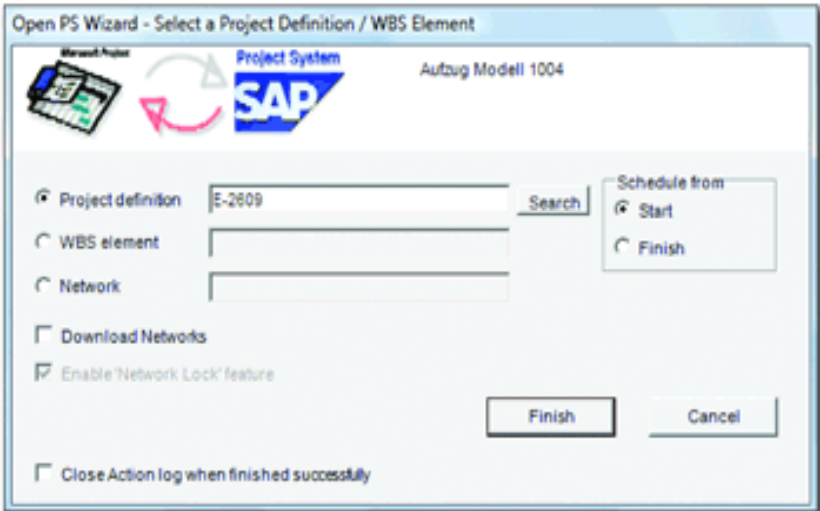 Open PS Wizard - Select a Project Definition / WBS Element
Microsoft Project
Project System
SAP
Aufzug Modell 1004
Project definition
E-2609
Search
Schedule from
Start
WBS element
Finish
Network
Download Networks
Enable 'Network Lock' feature
Finish
Cancel
Close Action log when finished successfully